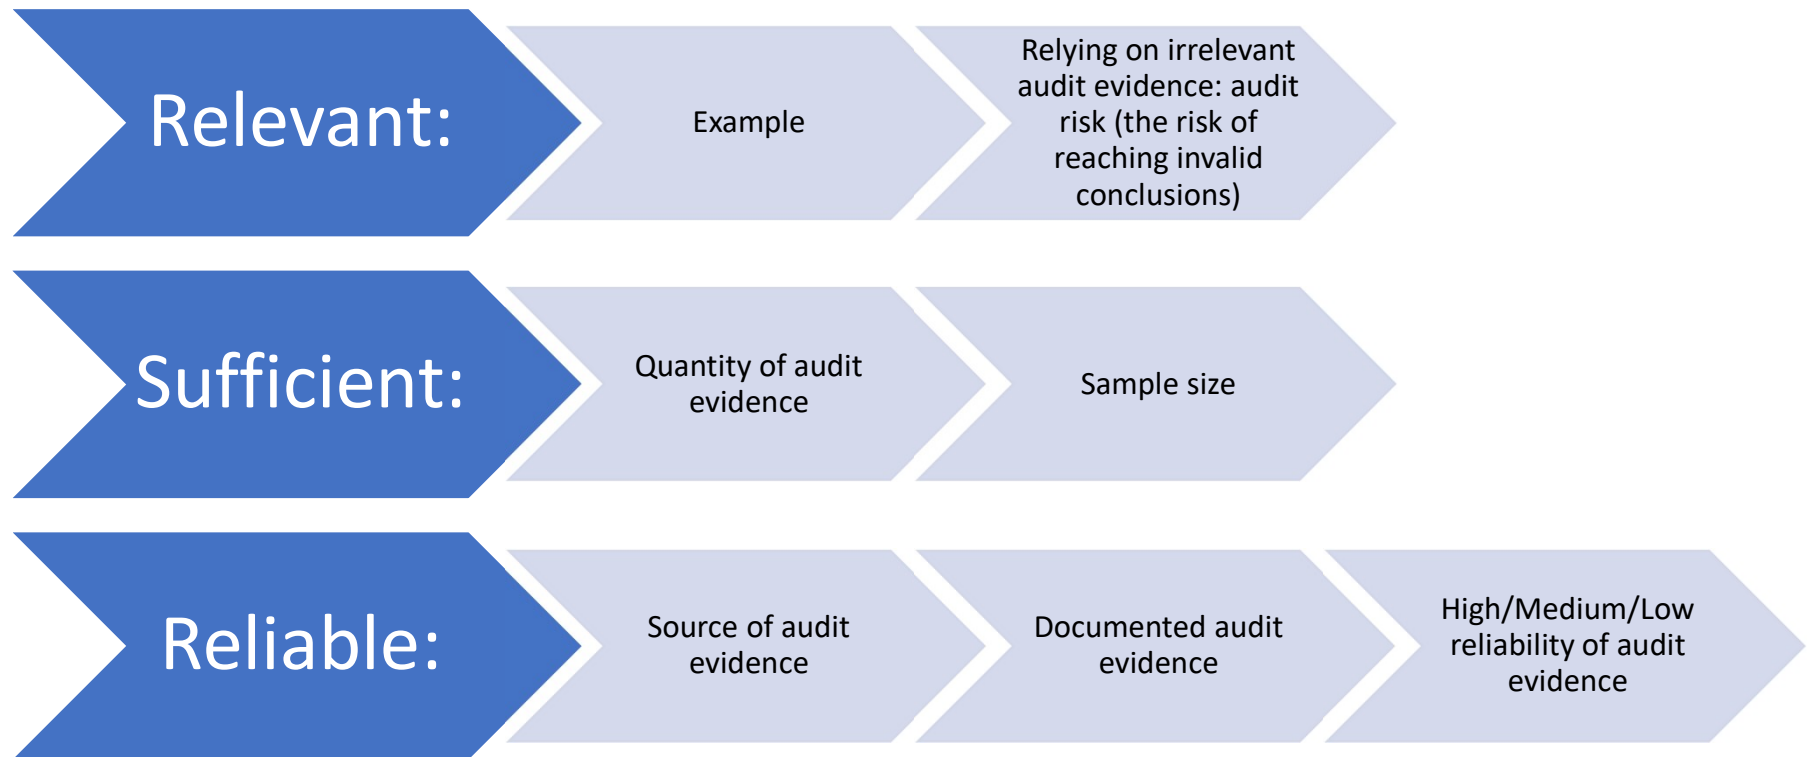 Relevant:
Example
Relying on irrelevant
audit evidence: audit
risk (the risk of
reaching invalid
conclusions)
Sufficient:
Quantity of audit
evidence
Sample size
Reliable:
Source of audit
evidence
Documented audit
evidence
High/Medium/Low
reliability of audit
evidence